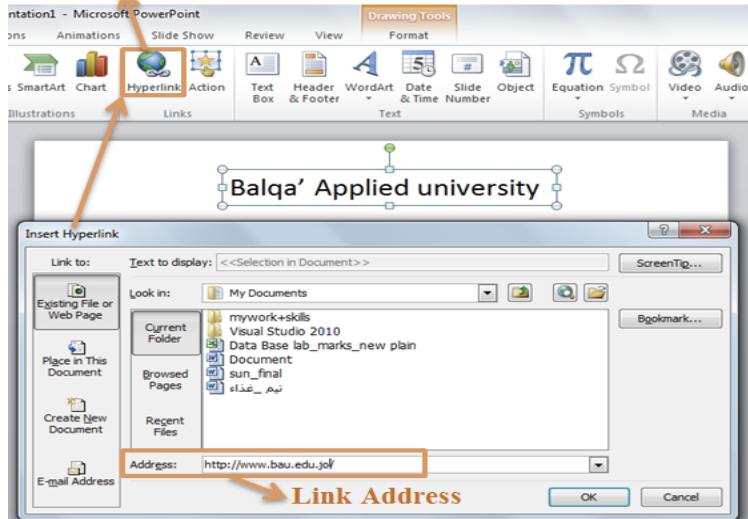 ntation1 - Microsoft PowerPoint
Drawing Tools
ons Animations Slide Show Review View Format
s SmartArt Chart Hyperlink Action Text Box Header & Footer WordArt Date & Time Slide Number Object Equation Symbol Video Audio
Illustrations Links Text Symbols Media
Balqa’ Applied university
Insert Hyperlink
Link to: Text to display: <<Selection in Document>> ScreenTip...
Existing File or Web Page
Look in: My Documents
Bookmark...
Current Folder
mywork+skills
Visual Studio 2010
Data Base lab_marks_new plain
Document
sun_final
تيم _غذاء
Place in This Document
Browsed Pages
Create New Document
Recent Files
E-mail Address
Address: http://www.bau.edu.jo/
Link Address
OK Cancel